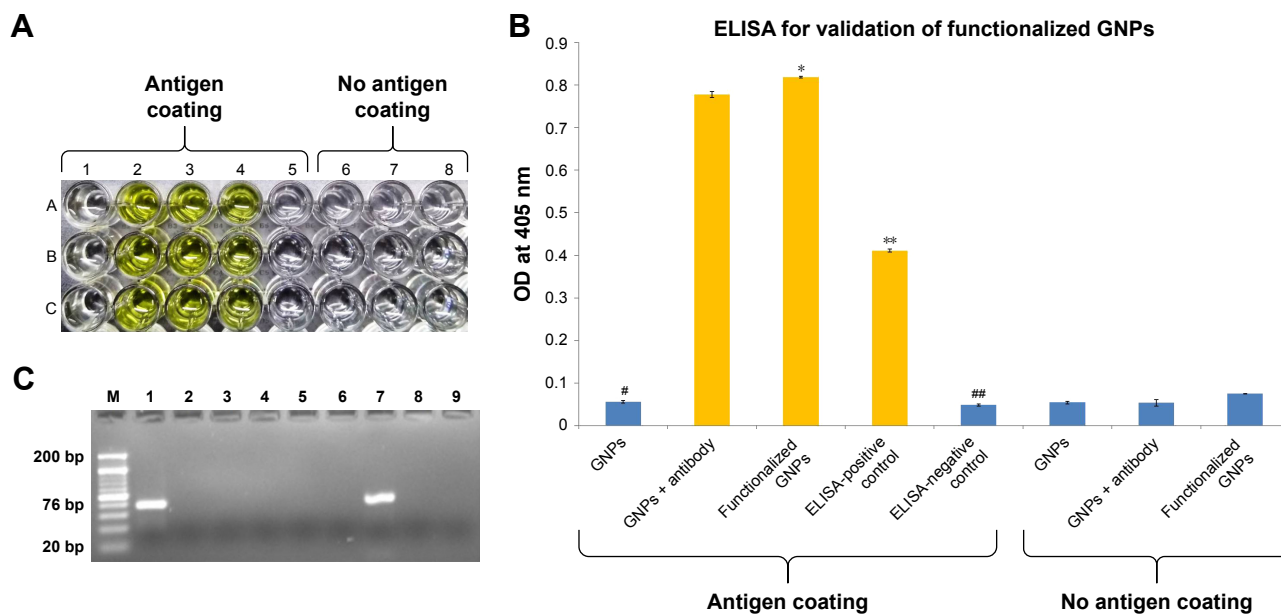 A
Antigen
coating
No antigen
coating
1 2 3 4 5 6 7 8
A
B
C
B
ELISA for validation of functionalized GNPs
OD at 405 nm
0.9
0.8
0.7
0.6
0.5
0.4
0.3
0.2
0.1
0
#
*
**
##
GNPs
GNPs + antibody
Functionalized
GNPs
ELISA-positive
control
ELISA-negative
control
GNPs
GNPs + antibody
Functionalized
GNPs
Antigen coating
No antigen coating
C
M 1 2 3 4 5 6 7 8 9
200 bp
76 bp
20 bp